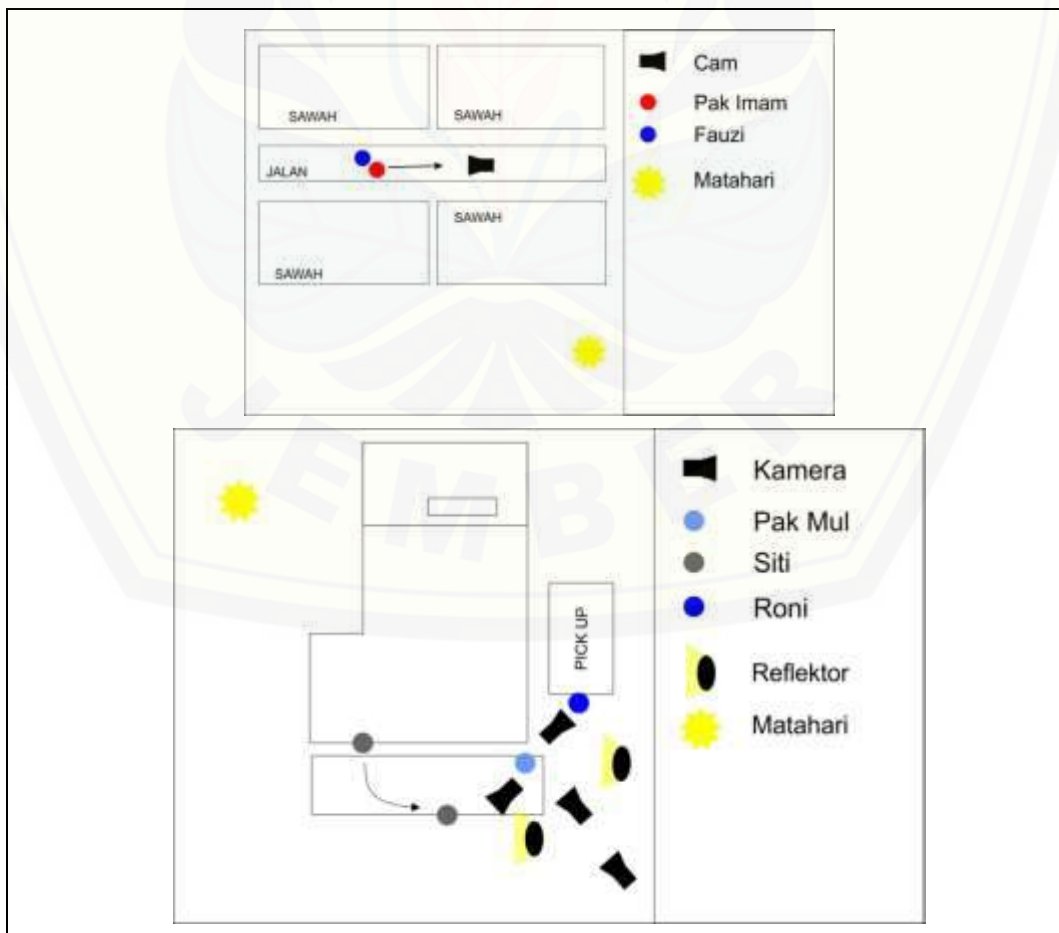 Cam
Pak Imam
Fauzi
Matahari
SAWAH
SAWAH
JALAN
SAWAH
SAWAH
Kamera
Pak Mul
Siti
Roni
Reflektor
Matahari
PICK UP
JEMBER